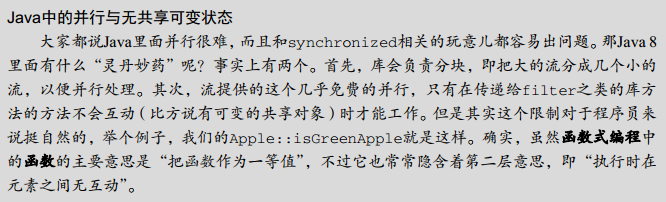 Java中的并行与无共享可变状态
大家都说Java里面并行很难，而且和synchronized相关的玩意儿都容易出问题。那Java 8
里面有什么“灵丹妙药”呢？事实上有两个。首先，库会负责分块，即把大的流分成几个小的
流，以便并行处理。其次，流提供的这个几乎免费的并行，只有在传递给filter之类的库方
法的方法不会互动（比方说有可变的共享对象）时才能工作。但是其实这个限制对于程序员来
说挺自然的，举个例子，我们的Apple::isGreenApple就是这样。确实，虽然函数式编程中
的函数的主要意思是“把函数作为一等值”，不过它也常常隐含着第二层意思，即“执行时在
元素之间无互动”。